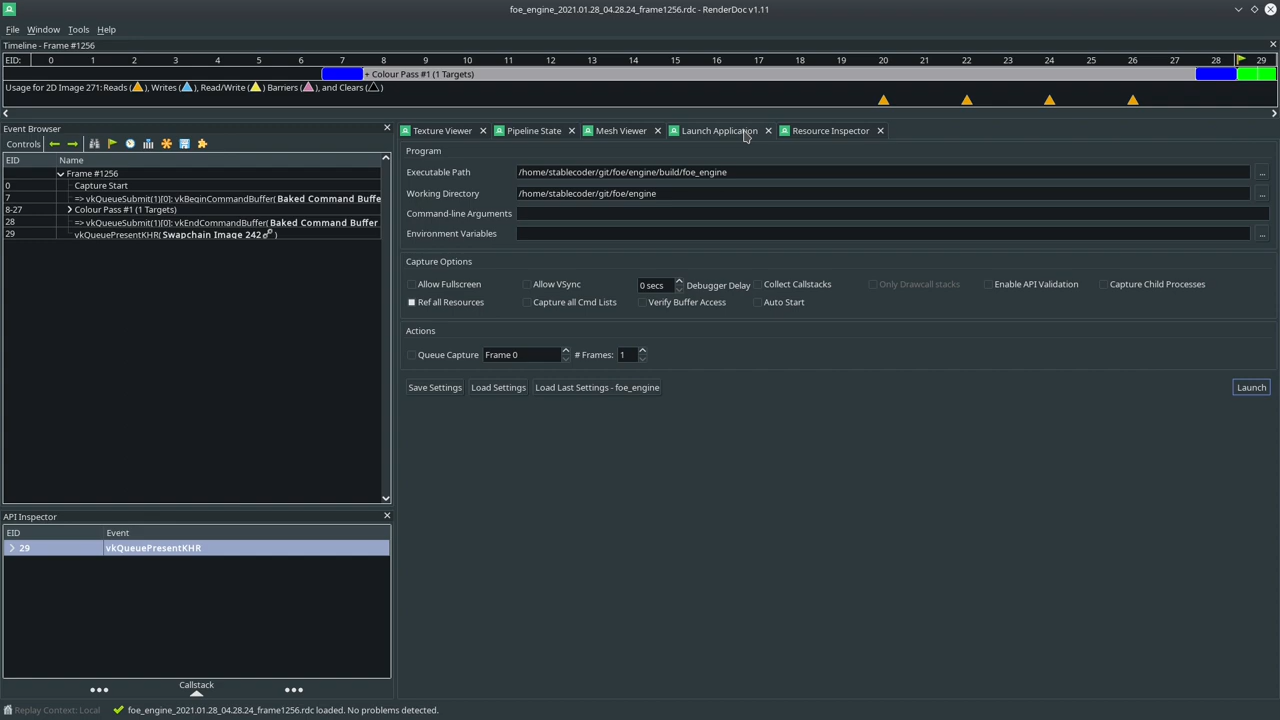 foe_engine_2021.01.28_04.28.24_frame1256.rdc - RenderDoc v1.11
File Window Tools Help
Timeline - Frame #1256
EID: 0 1 2 3 4 5 6 7 8 9 10 11 12 13 14 15 16 17 18 19 20 21 22 23 24 25 26 27 28 29
+ Colour Pass #1 (1 Targets)
Usage for 2D Image 271: Reads ( ), Writes ( ), Read/Write ( ) Barriers ( ), and Clears ( )
Event Browser
Controls
EID Name
Frame #1256
0 Capture Start
7 => vkQueueSubmit(1)[0]: vkBeginCommandBuffer( Baked Command Buffe
8-27 Colour Pass #1 (1 Targets)
28 => vkQueueSubmit(1)[0]: vkEndCommandBuffer( Baked Command Buffer
29 vkQueuePresentKHR( Swapchain Image 242 )
API Inspector
EID Event
29 vkQueuePresentKHR
Callstack
Texture Viewer Pipeline State Mesh Viewer Launch Application Resource Inspector
Program
Executable Path /home/stablecoder/git/foe/engine/build/foe_engine ...
Working Directory /home/stablecoder/git/foe/engine ...
Command-line Arguments
Environment Variables ...
Capture Options
Allow Fullscreen Allow VSync 0 secs Debugger Delay Collect Callstacks Only Drawcall stacks Enable API Validation Capture Child Processes
Ref all Resources Capture all Cmd Lists Verify Buffer Access Auto Start
Actions
Queue Capture Frame 0 # Frames: 1
Save Settings Load Settings Load Last Settings - foe_engine Launch
Replay Context: Local foe_engine_2021.01.28_04.28.24_frame1256.rdc loaded. No problems detected.